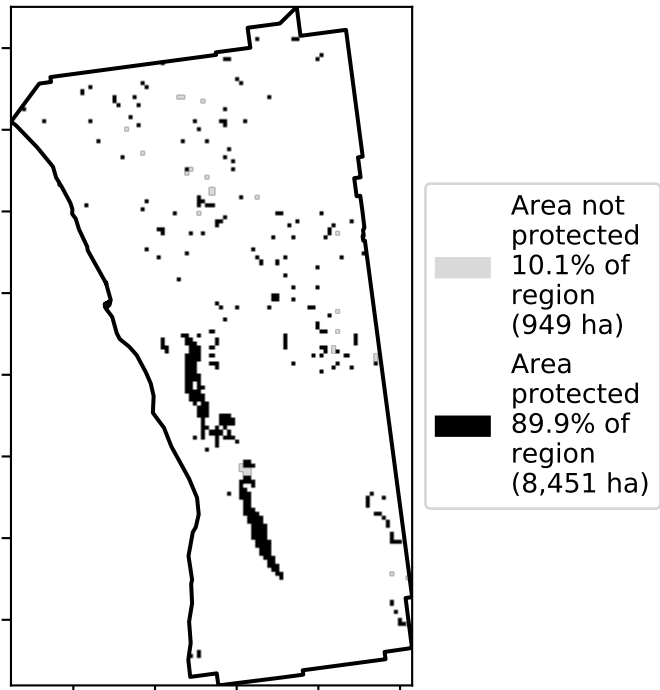 Area not
protected
10.1% of
region
(949 ha)
Area
protected
89.9% of
region
(8,451 ha)